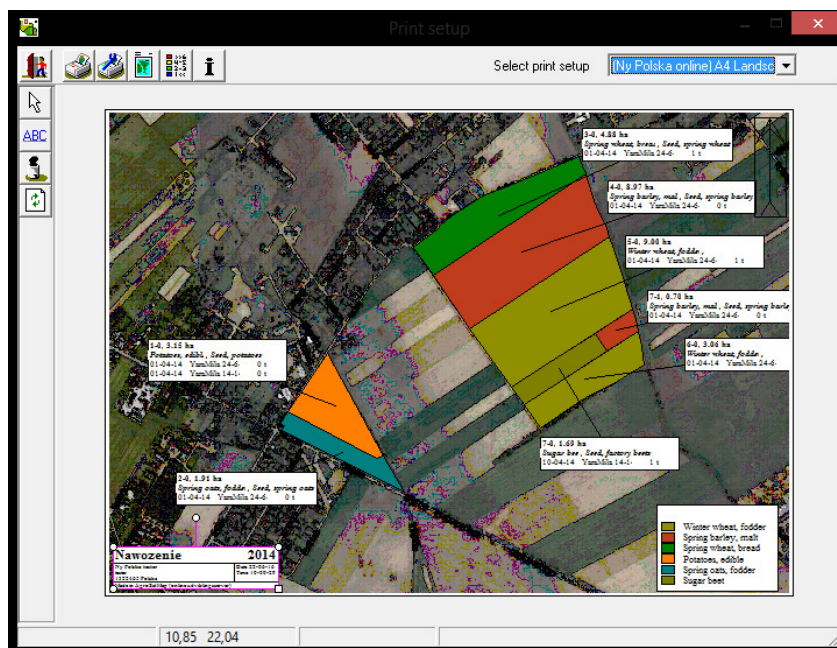 Print setup
Select print setup
(Ny Polska online) A4 Landsc
ABC
3-0, 4.88 ha
Spring wheat, brea, Seed, spring wheat
01-04-14 YaraMila 24-6- 1 t
4-0, 8.97 ha
Spring barley, mal, Seed, spring barley
01-04-14 YaraMila 24-6- 0 t
5-0, 9.00 ha
Winter wheat, fodde,
01-04-14 YaraMila 24-6- 1 t
7-1, 0.70 ha
Spring barley, mal, Seed, spring barley
01-04-14 YaraMila 24-6- 0 t
1-0, 3.15 ha
Potatoes, edibl, Seed, potatoes
01-04-14 YaraMila 24-6- 0 t
01-04-14 YaraMila 14-1- 0 t
6-0, 3.06 ha
Winter wheat, fodde,
01-04-14 YaraMila 24-6-
7-0, 1.69 ha
Sugar bee, Seed, factory beets
10-04-14 YaraMila 14-1- 1 t
2-0, 1.91 ha
Spring oats, fodde, Seed, spring oats
01-04-14 YaraMila 24-6- 0 t
Nawozenie 2014
Ny Polska tester
tester
Polska
Winter wheat, fodder
Spring barley, malt
Spring wheat, bread
Potatoes, edible
Spring oats, fodder
Sugar beet
10,85 22,04